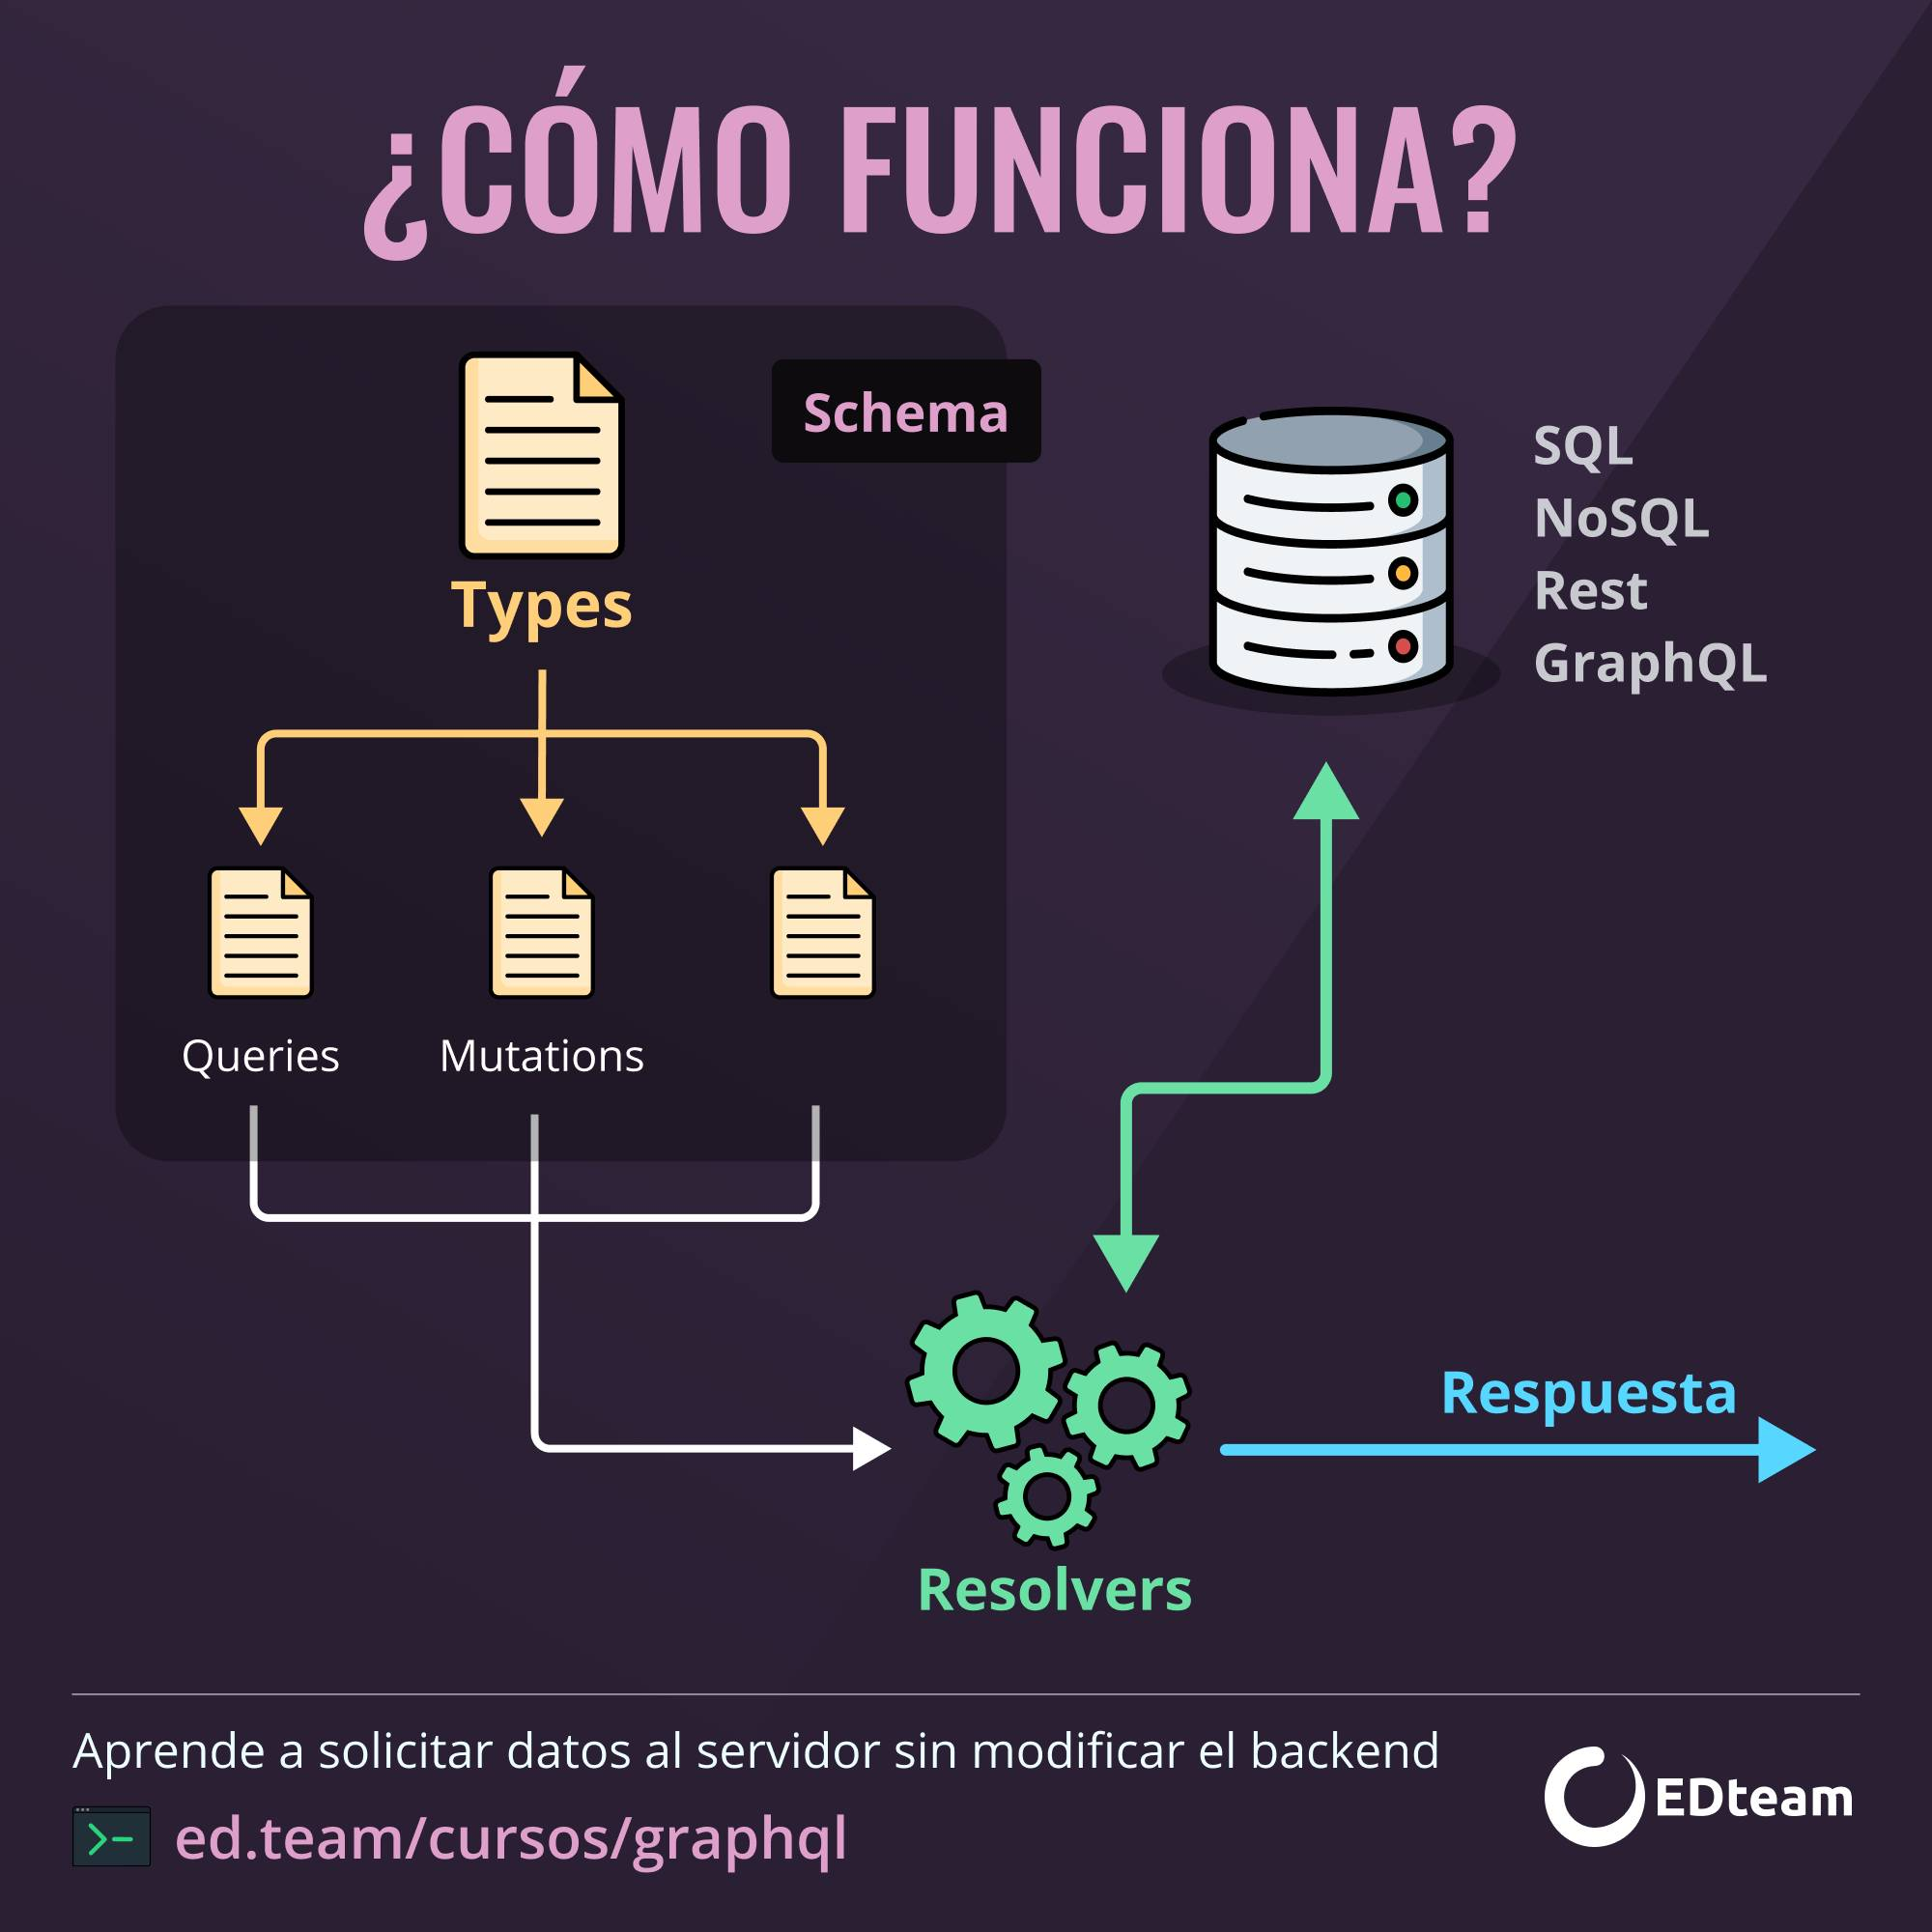 ¿CÓMO FUNCIONA?
Schema
Types
Queries
Mutations
SQL
NoSQL
Rest
GraphQL
Resolvers
Respuesta
Aprende a solicitar datos al servidor sin modificar el backend
ed.team/cursos/graphql
EDteam